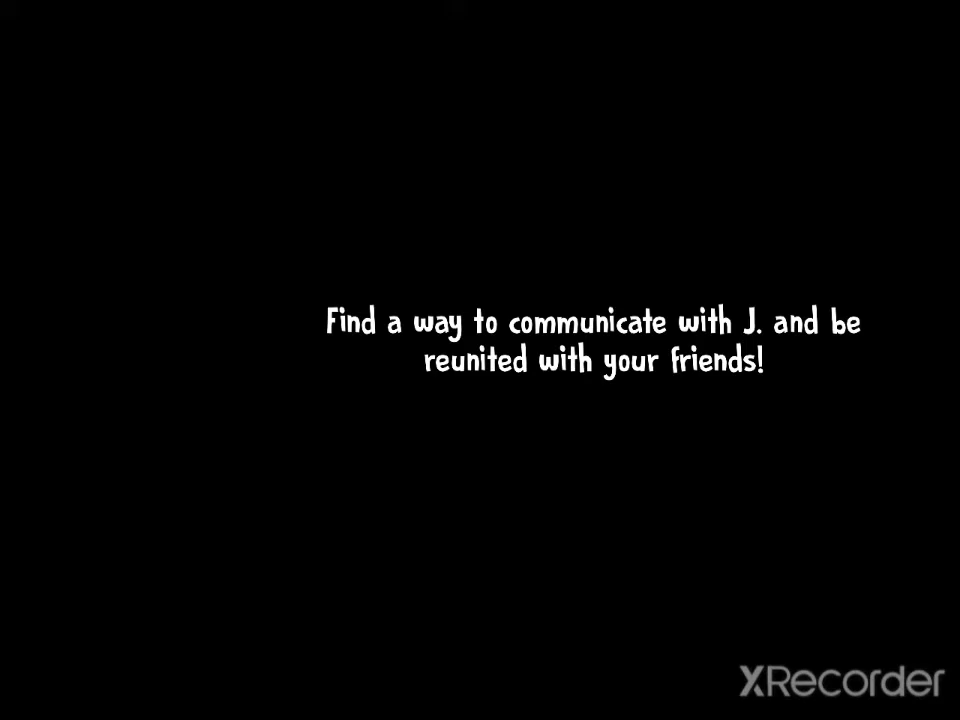 Find a way to communicate with J. and be
reunited with your friends!
XRecorder